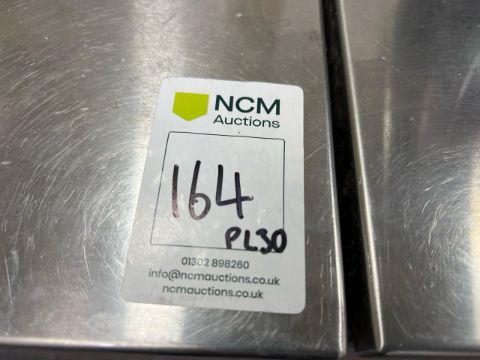 NCM
Auctions
164
PL30
01302 898260
info@ncmauctions.co.uk
ncmauctions.co.uk